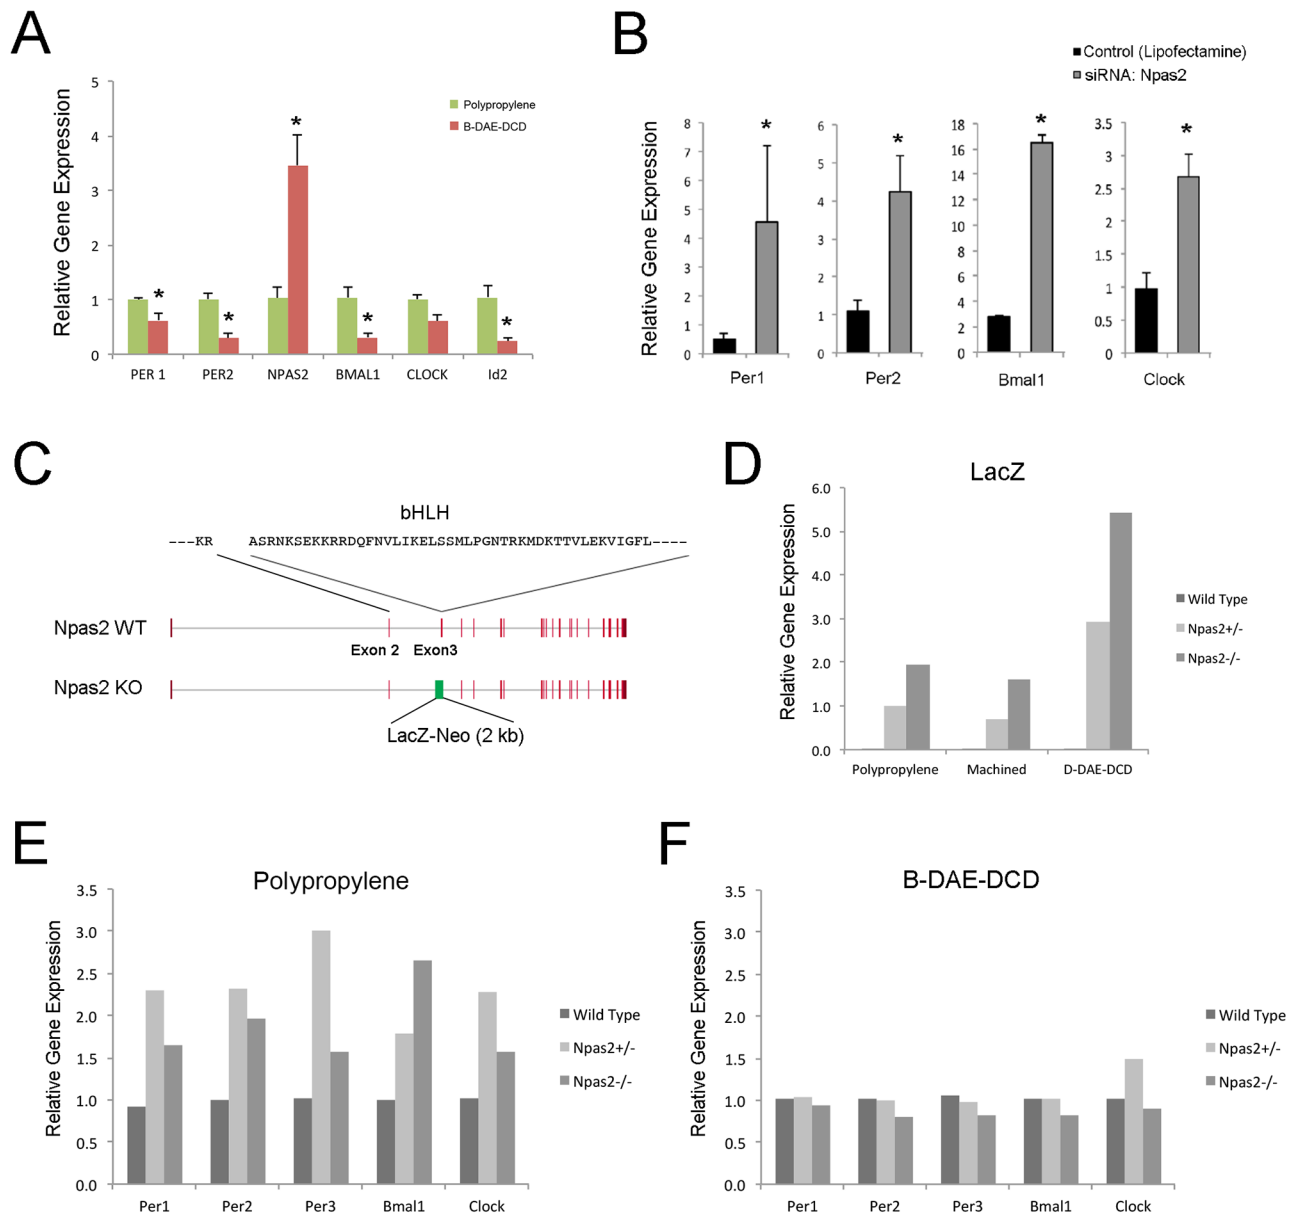 A
Relative Gene Expression
5
4
3
2
1
0
Polypropylene
B-DAE-DCD
*
*
*
*
*
PER 1
PER2
NPAS2
BMAL1
CLOCK
Id2
B
Control (Lipofectamine)
siRNA: Npas2
Relative Gene Expression
8
7
6
5
4
3
2
1
0
*
Per1
6
5
4
3
2
1
0
*
Per2
18
16
14
12
10
8
6
4
2
0
*
Bmal1
3.5
3
2.5
2
1.5
1
0.5
0
*
Clock
C
bHLH
---KR ASRNKSEKKRRDQFNVLIKELSSMLPGNTRKMDKTTVLEKVIGFL----
Npas2 WT
Exon 2 Exon3
Npas2 KO
LacZ-Neo (2 kb)
D
LacZ
Relative Gene Expression
6.0
5.0
4.0
3.0
2.0
1.0
0.0
Polypropylene
Machined
D-DAE-DCD
Wild Type
Npas2+/-
Npas2-/-
E
Polypropylene
Relative Gene Expression
3.5
3.0
2.5
2.0
1.5
1.0
0.5
0.0
Per1
Per2
Per3
Bmal1
Clock
Wild Type
Npas2+/-
Npas2-/-
F
B-DAE-DCD
Relative Gene Expression
3.5
3.0
2.5
2.0
1.5
1.0
0.5
0.0
Per1
Per2
Per3
Bmal1
Clock
Wild Type
Npas2+/-
Npas2-/-